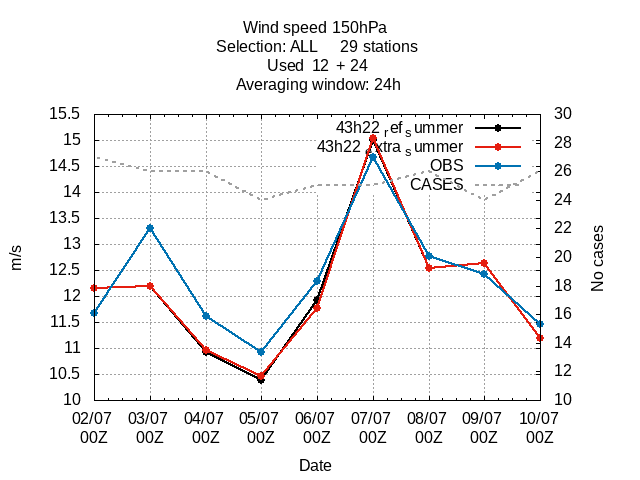 Wind speed 150hPa
Selection: ALL 29 stations
Used 12 + 24
Averaging window: 24h
15.5
15
14.5
14
13.5
13
12.5
12
11.5
11
10.5
10
30
28
26
24
22
20
18
16
14
12
10
43h22 refs ummer
43h22 xtra s ummer
OBS
CASES
m/s
No cases
02/07 03/07 04/07 05/07 06/07 07/07 08/07 09/07 10/07
00Z 00Z 00Z 00Z 00Z 00Z 00Z 00Z 00Z
Date